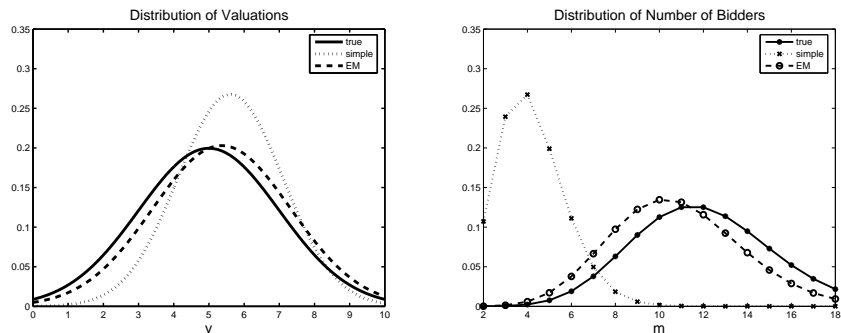 Distribution of Valuations
0.35
0.3
0.25
0.2
0.15
0.1
0.05
0
0 1 2 3 4 5 6 7 8 9 10
v
true
simple
EM
Distribution of Number of Bidders
0.35
0.3
0.25
0.2
0.15
0.1
0.05
0
2 4 6 8 10 12 14 16 18
m
true
simple
EM